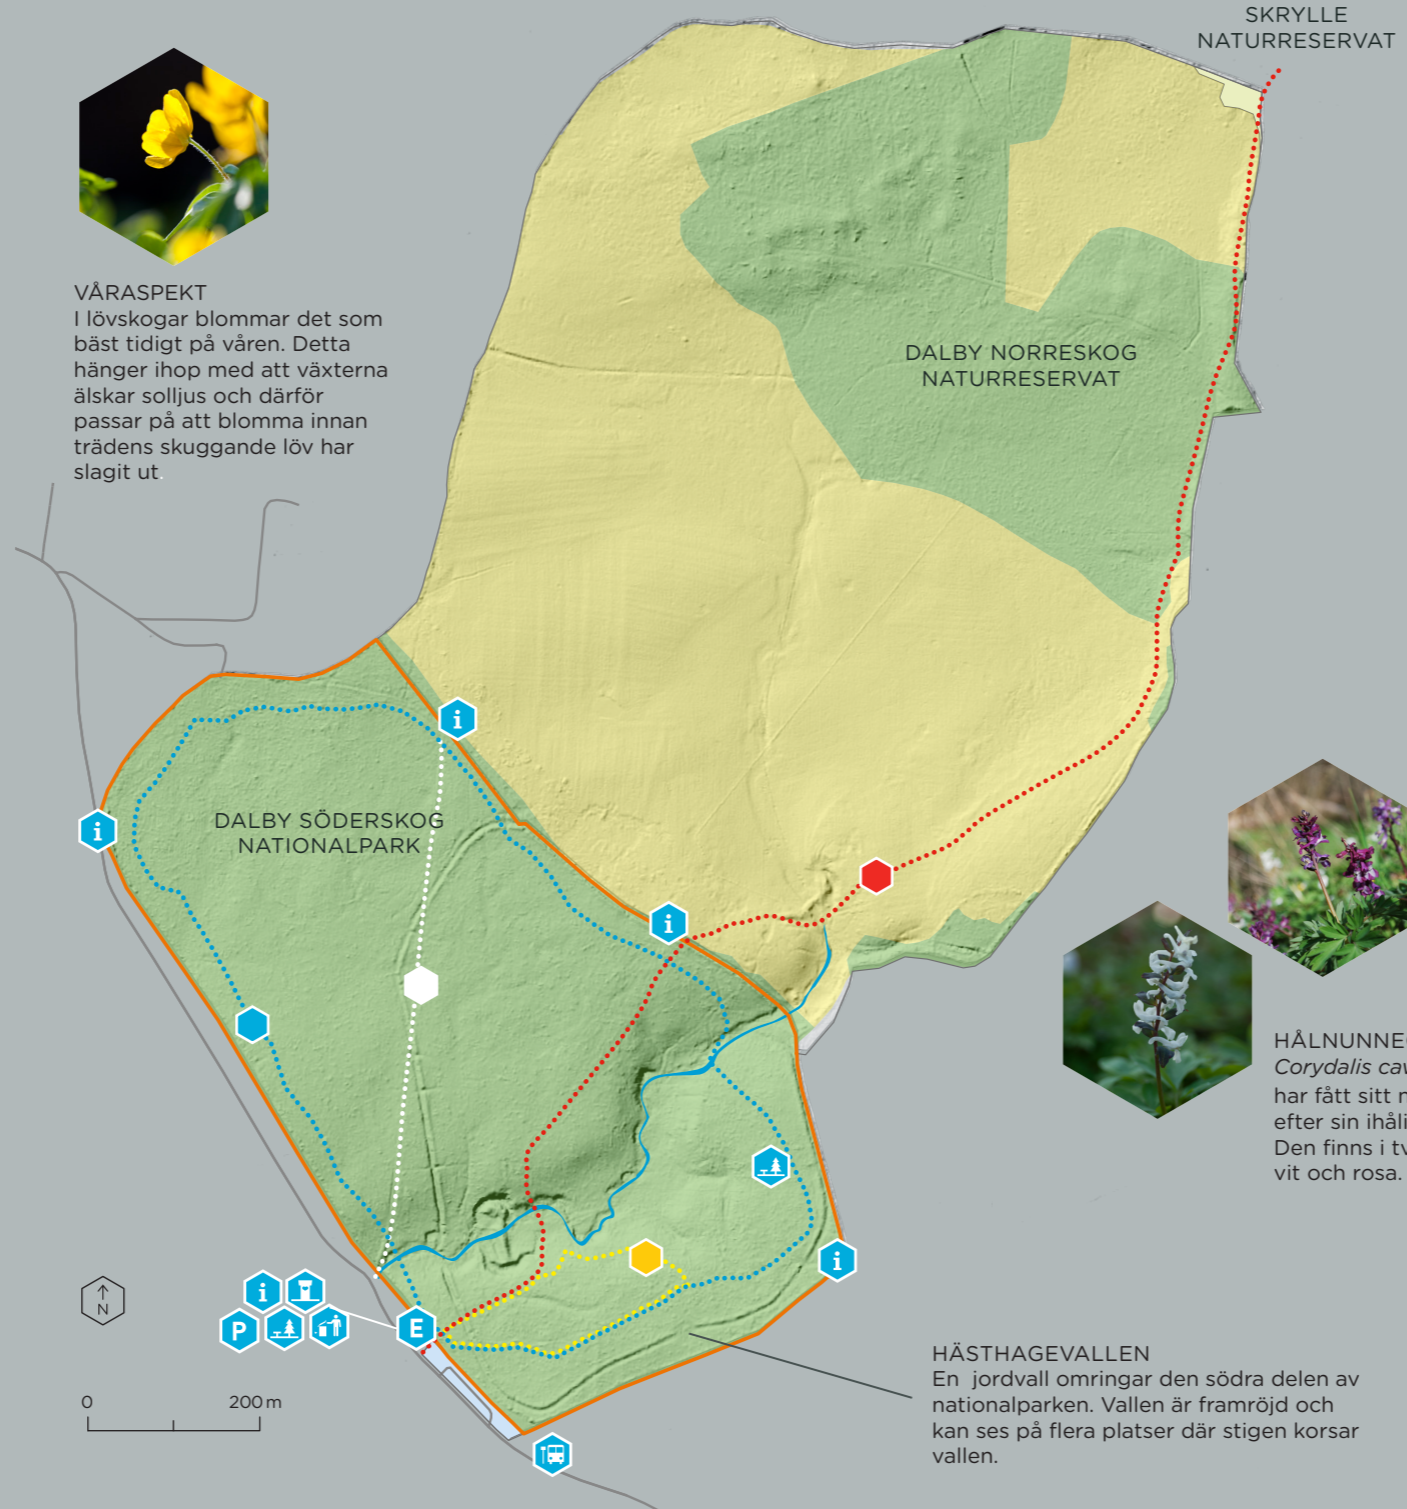 SKRYLLE
NATURRESERVAT
VÅRASPEKT
I lövskogar blommar det som
bäst tidigt på våren. Detta
hänger ihop med att växterna
älskar solljus och därför
passar på att blomma innan
trädens skuggande löv har
slagit ut.
DALBY NORRESKOG
NATURRESERVAT
i
i
DALBY SÖDERSKOG
NATIONALPARK
i
HÅLNUNNE
Corydalis cav
har fått sitt
efter sin ihåli
Den finns i tv
vit och rosa.
i
N
i
P
E
0 200 m
HÄSTHAGEVALLEN
En jordvall omringar den södra delen av
nationalparken. Vallen är framröjd och
kan ses på flera platser där stigen korsar
vallen.